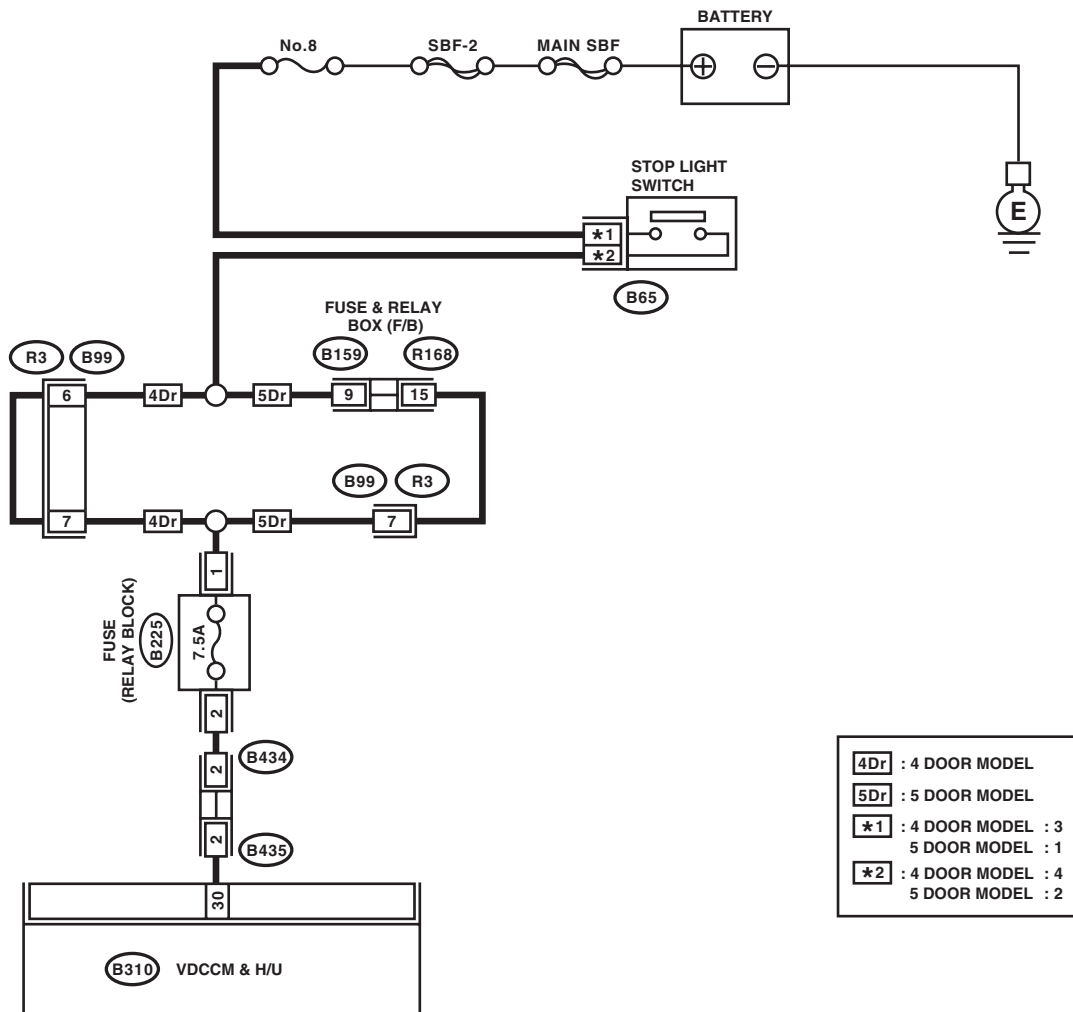 BATTERY
No.8
SBF-2
MAIN SBF
STOP LIGHT
SWITCH
E
*1
*2
B65
FUSE & RELAY
BOX (F/B)
R3
B99
B159
R168
6
4Dr
5Dr
9
15
B99
R3
7
4Dr
5Dr
7
1
FUSE
(RELAY BLOCK)
B225
7.5A
2
2
B434
2
B435
30
B310
VDCCM & H/U
4Dr : 4 DOOR MODEL
5Dr : 5 DOOR MODEL
*1 : 4 DOOR MODEL : 3
5 DOOR MODEL : 1
*2 : 4 DOOR MODEL : 4
5 DOOR MODEL : 2